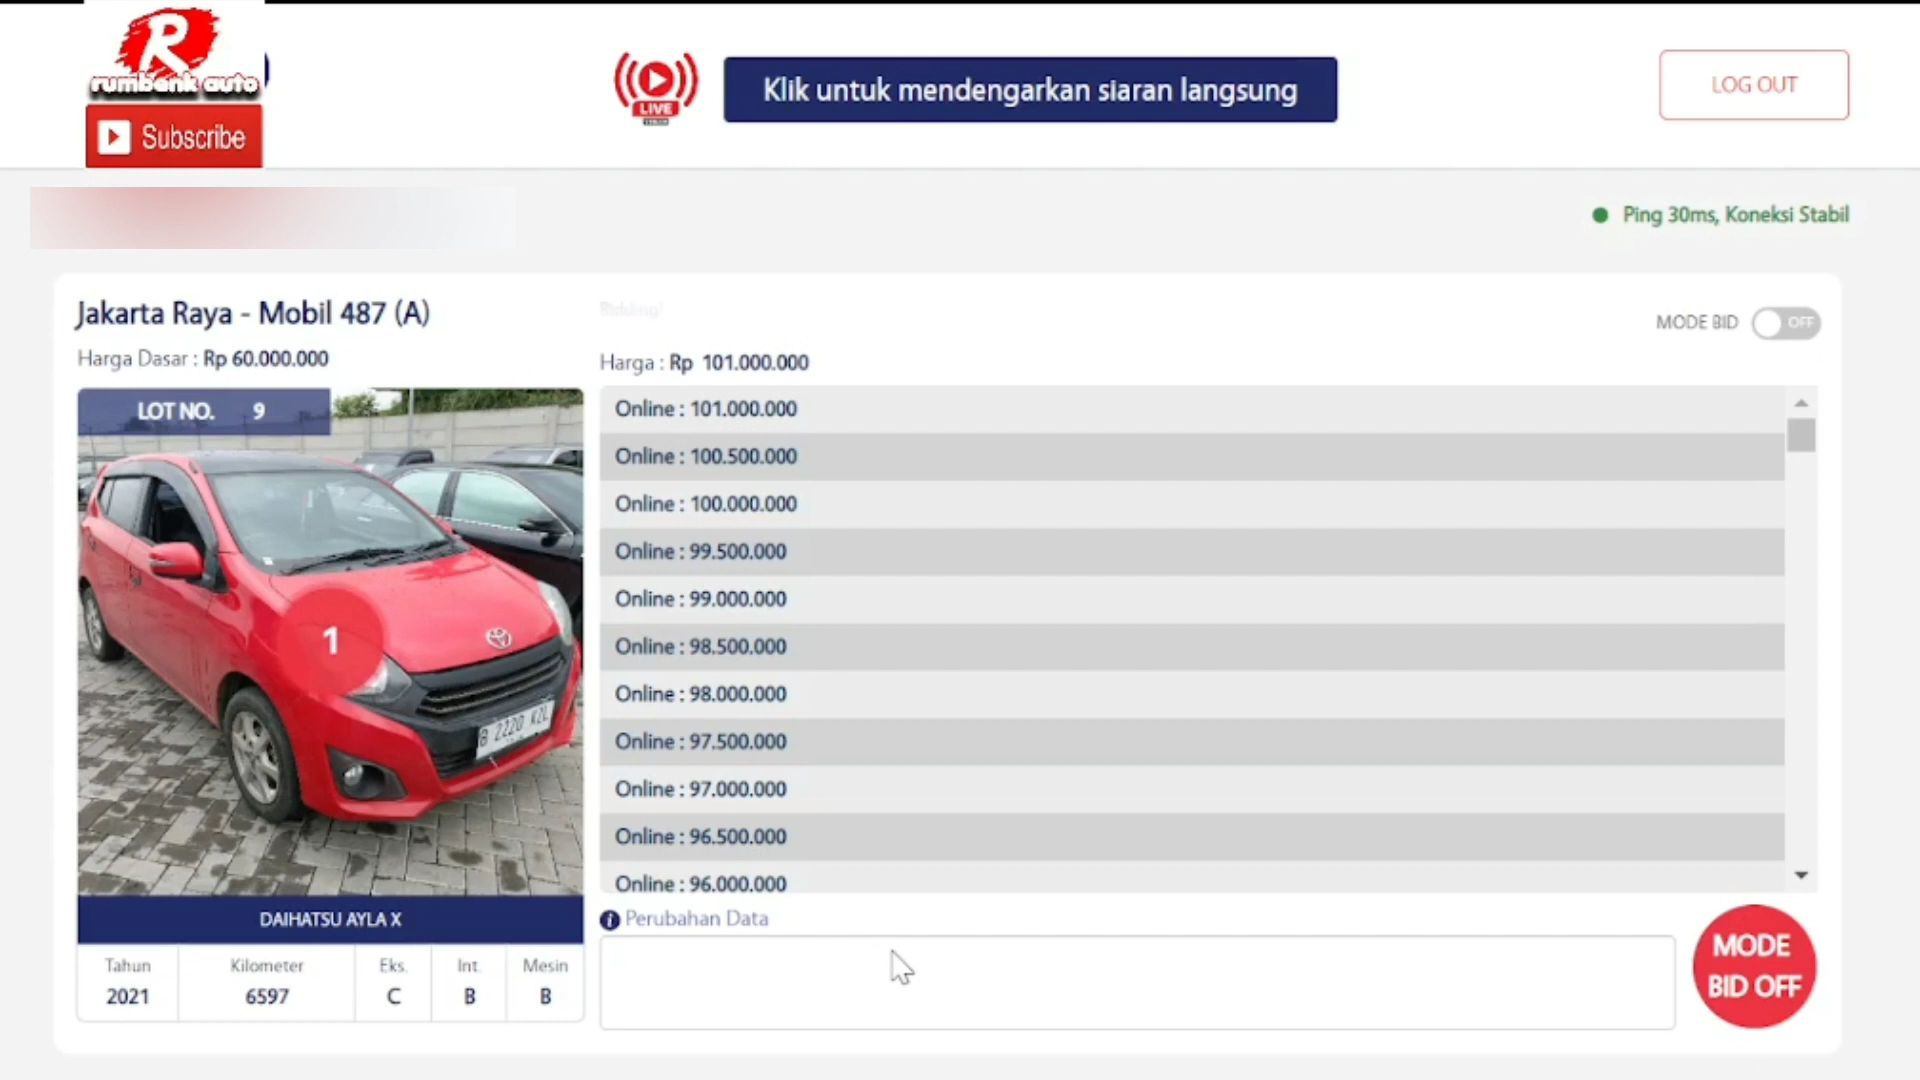 R
rumbank auto
Subscribe
LIVE
Klik untuk mendengarkan siaran langsung
LOG OUT
Ping 30ms, Koneksi Stabil
Jakarta Raya - Mobil 487 (A)
Harga Dasar : Rp 60.000.000
Bidding!
MODE BID OFF
Harga : Rp 101.000.000
LOT NO. 9
1
B 2220 KZL
DAIHATSU AYLA X
Tahun Kilometer Eks. Int. Mesin
2021 6597 C B B
Online : 101.000.000
Online : 100.500.000
Online : 100.000.000
Online : 99.500.000
Online : 99.000.000
Online : 98.500.000
Online : 98.000.000
Online : 97.500.000
Online : 97.000.000
Online : 96.500.000
Online : 96.000.000
Perubahan Data
MODE
BID OFF